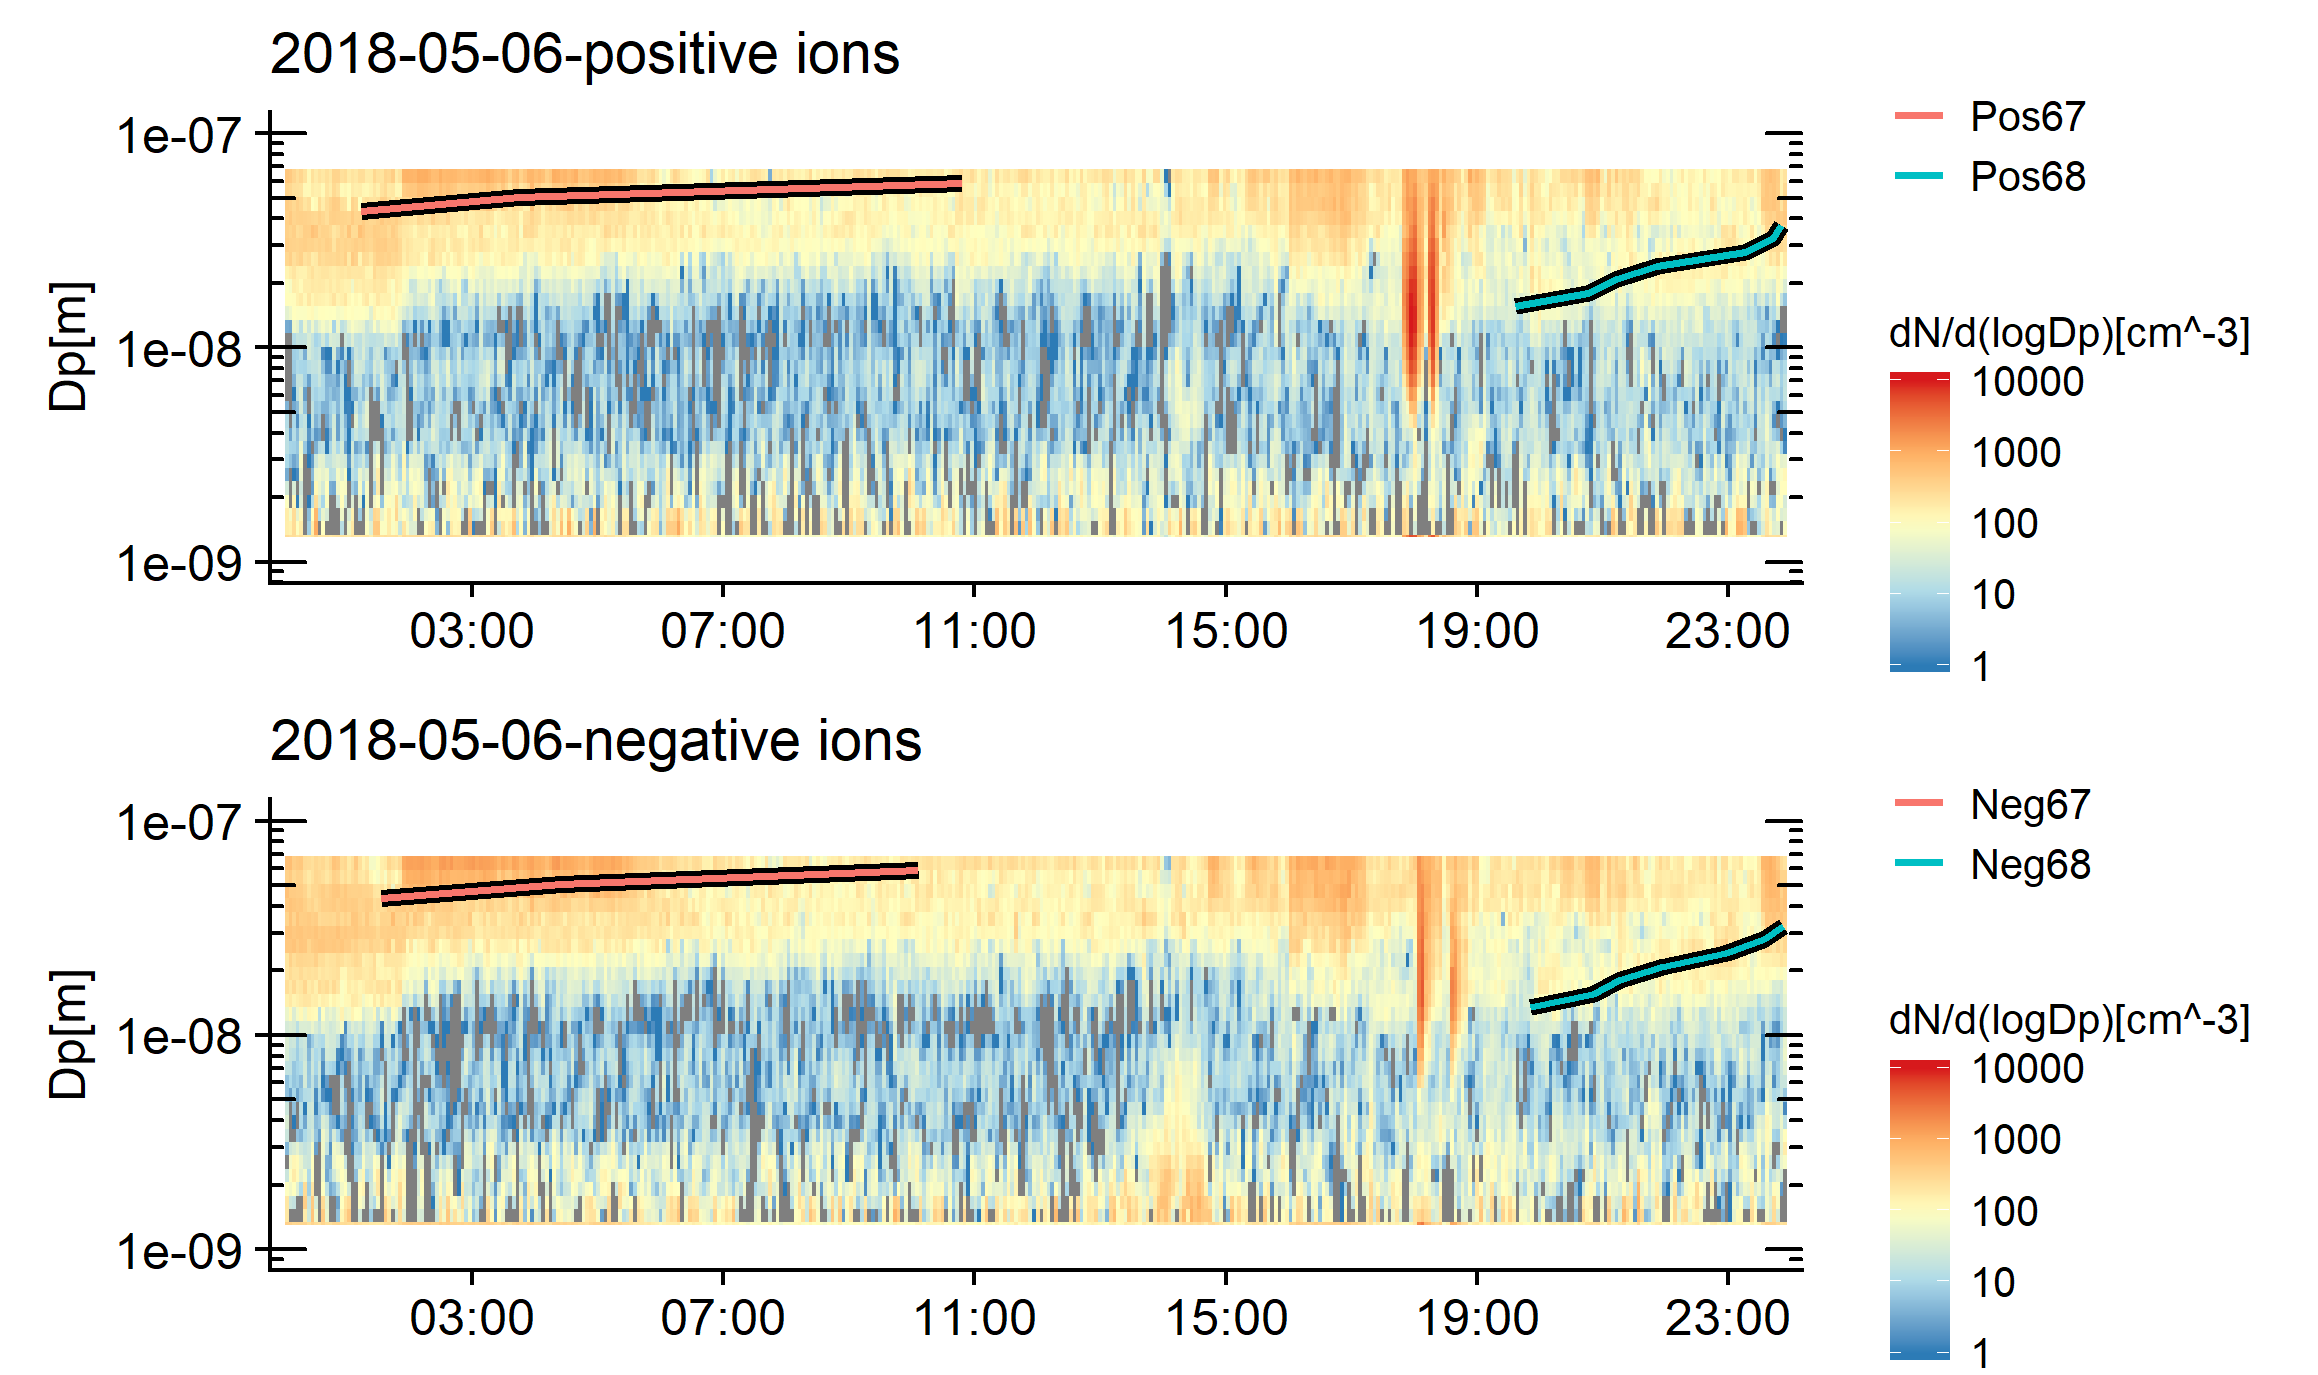 2018-05-06-positive ions
1e-07
1e-08
1e-09
Dp[m]
03:00
07:00
11:00
15:00
19:00
23:00
Pos67
Pos68
dN/d(logDp)[cm^-3]
10000
1000
100
10
1
2018-05-06-negative ions
1e-07
1e-08
1e-09
Dp[m]
03:00
07:00
11:00
15:00
19:00
23:00
Neg67
Neg68
dN/d(logDp)[cm^-3]
10000
1000
100
10
1